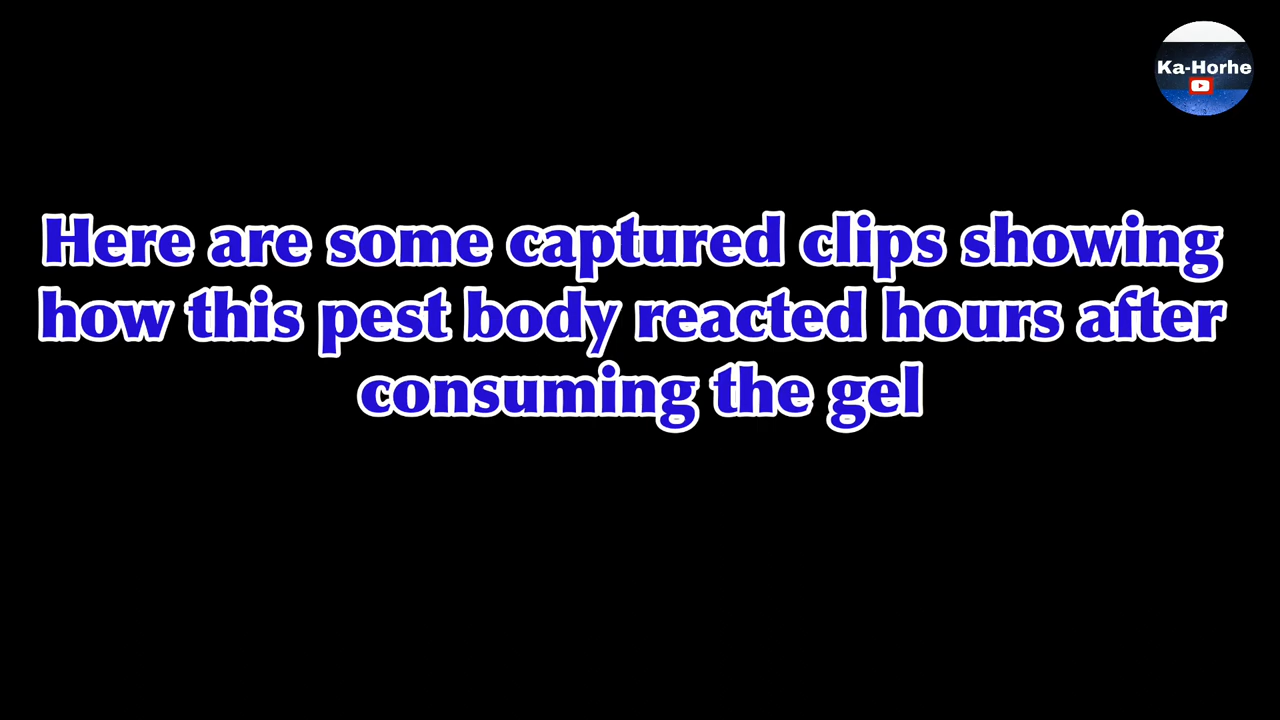 Ka-Horhe
Here are some captured clips showing
how this pest body reacted hours after
consuming the gel